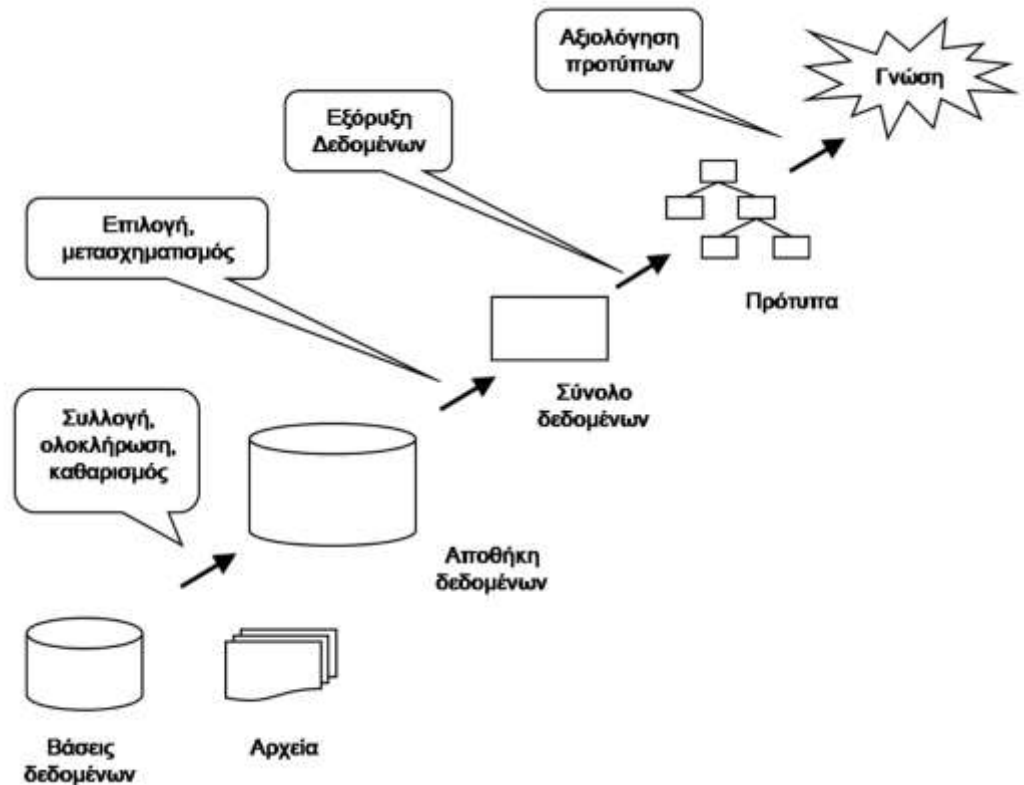 Αξιολόγηση
προτύπων
Γνώση
Εξόρυξη
Δεδομένων
Επιλογή,
μετασχηματισμός
Πρότυπα
Σύνολο
δεδομένων
Συλλογή,
ολοκλήρωση,
καθαρισμός
Αποθήκη
δεδομένων
Βάσεις
δεδομένων
Αρχεία